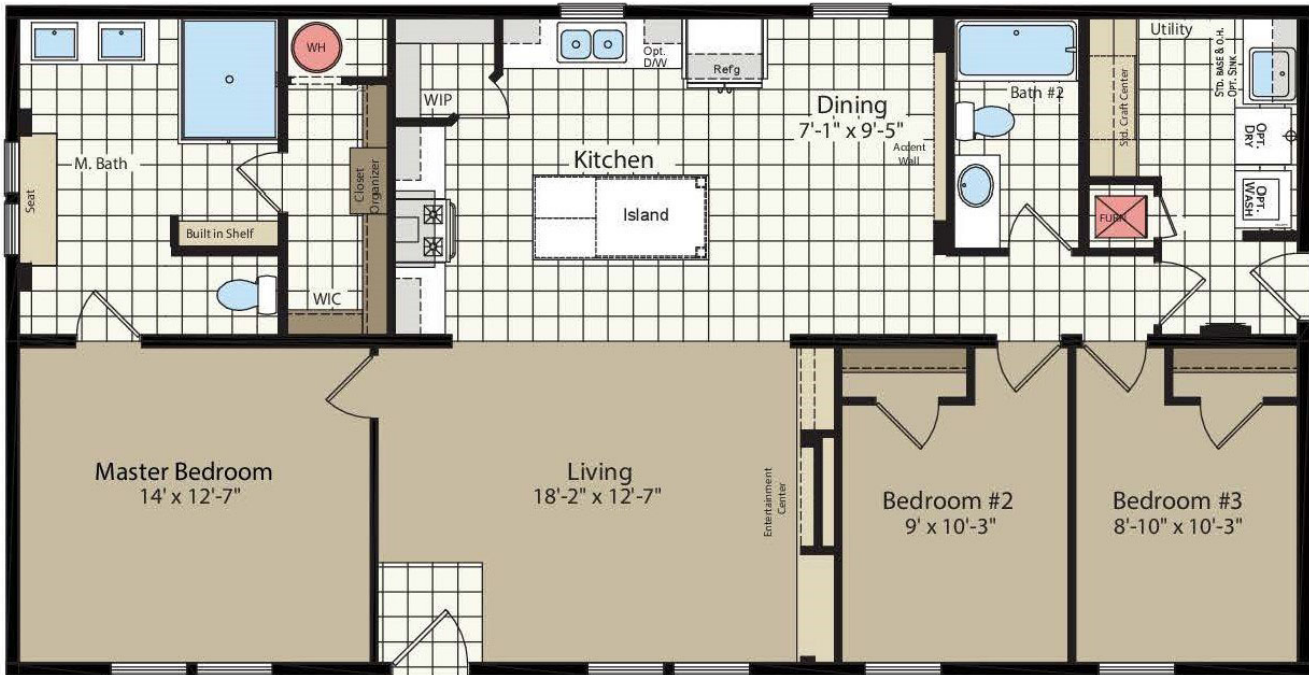 WH
Opt.
D/W
Refg
Utility
STD. BASE & O.H.
OPT. SINK
WIP
Bath #2
Dining
7'-1" x 9'-5"
Accent
Wall
Std. Craft Center
OPT.
DRY
M. Bath
Kitchen
Closet
Organizer
Seat
Island
OPT.
WASH
Built in Shelf
FURN
WIC
Master Bedroom
14' x 12'-7"
Living
18'-2" x 12'-7"
Entertainment
Center
Bedroom #2
9' x 10'-3"
Bedroom #3
8'-10" x 10'-3"